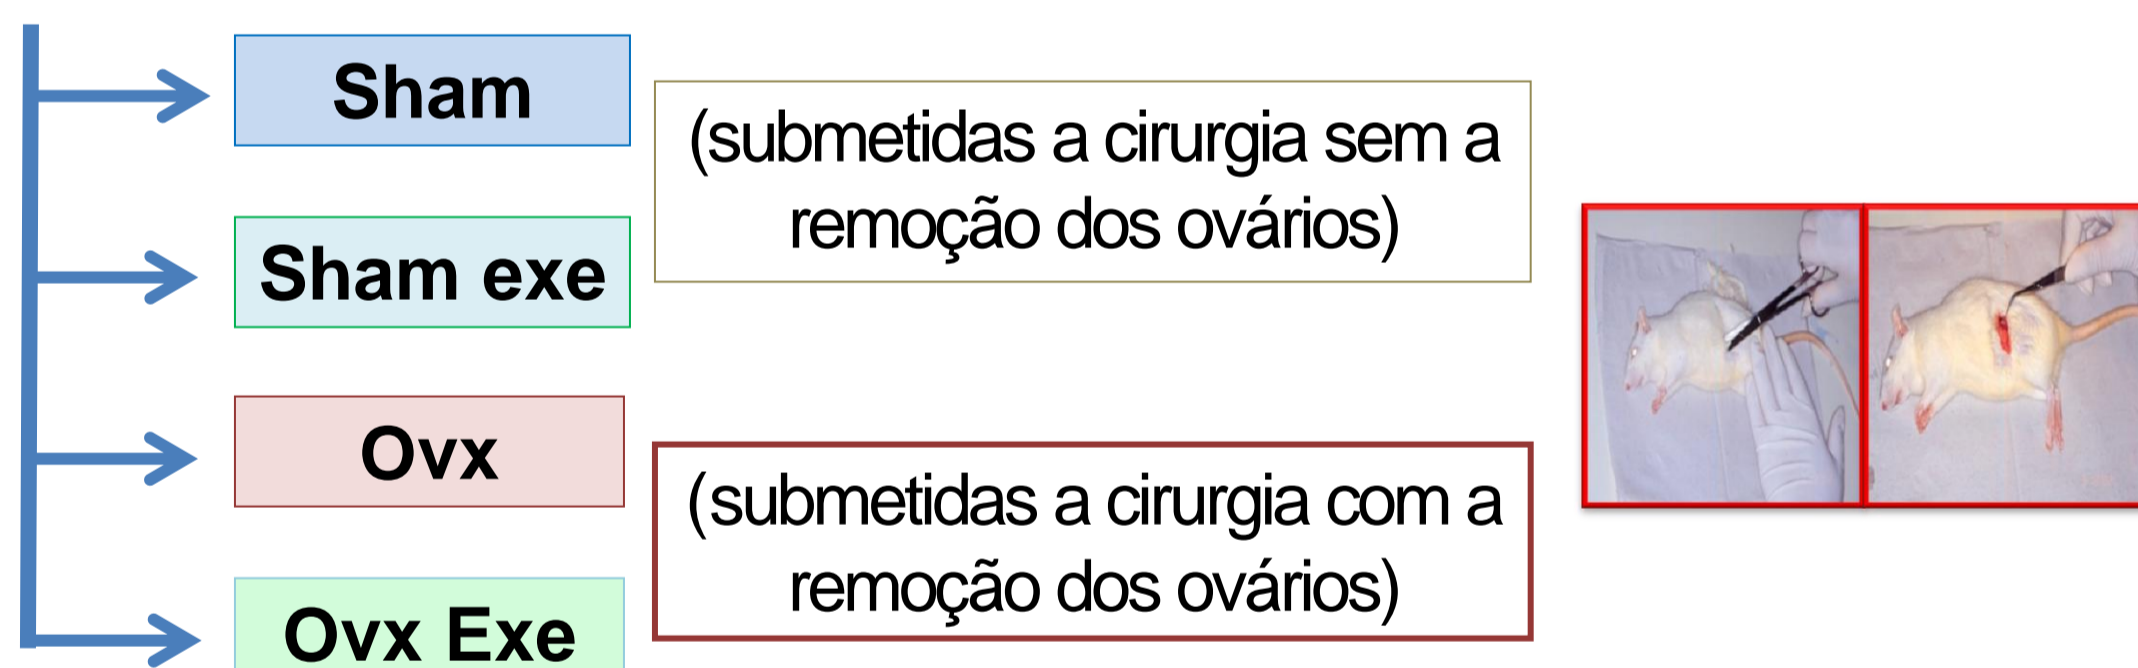 Sham
(submetidas a cirurgia sem a
remoção dos ovários)
Sham exe
Ovx
(submetidas a cirurgia com a
remoção dos ovários)
Ovx Exe